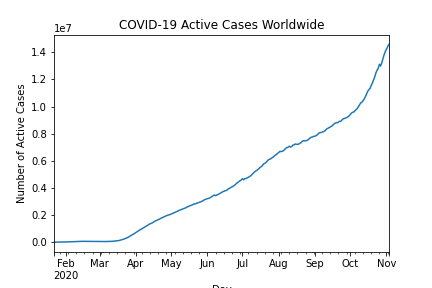 COVID-19 Active Cases Worldwide
1e7
1.4
1.2
1.0
0.8
0.6
0.4
0.2
0.0
Number of Active Cases
Feb Mar Apr May Jun Jul Aug Sep Oct Nov
2020